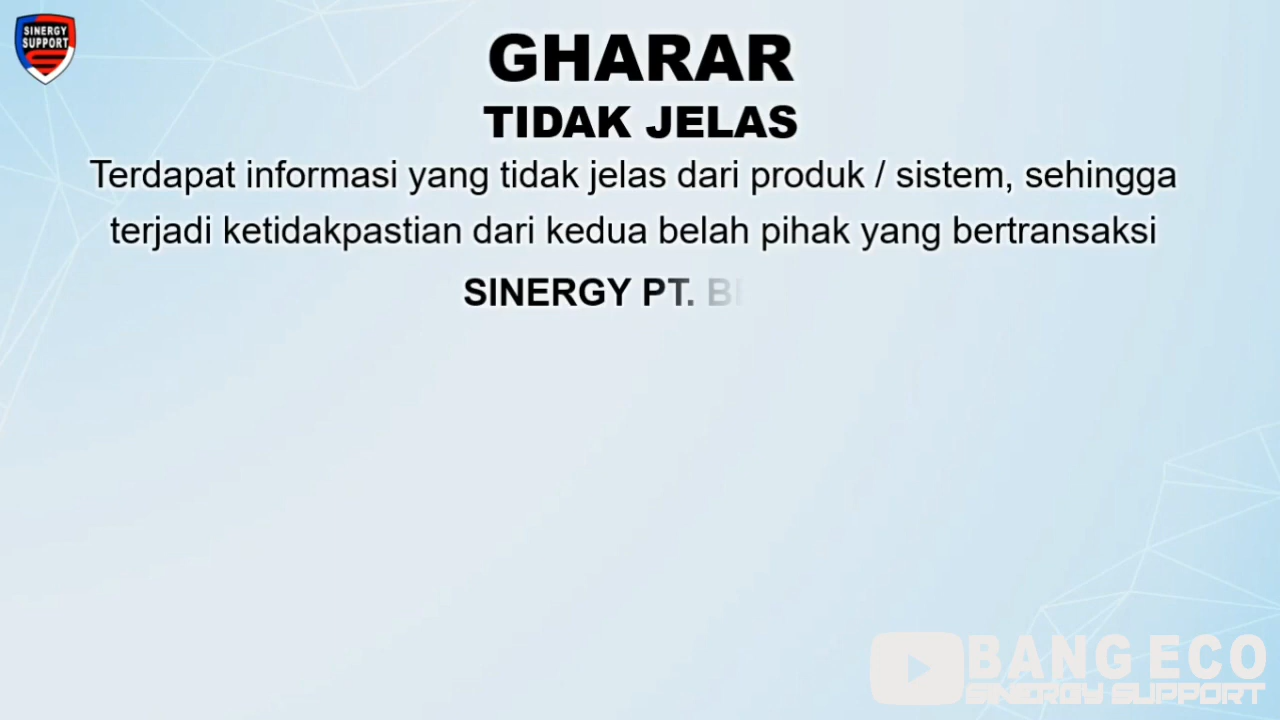 SINERGY
SUPPORT
GHARAR
TIDAK JELAS
Terdapat informasi yang tidak jelas dari produk / sistem, sehingga
terjadi ketidakpastian dari kedua belah pihak yang bertransaksi
SINERGY PT.
BANG ECO
SINERGY SUPPORT